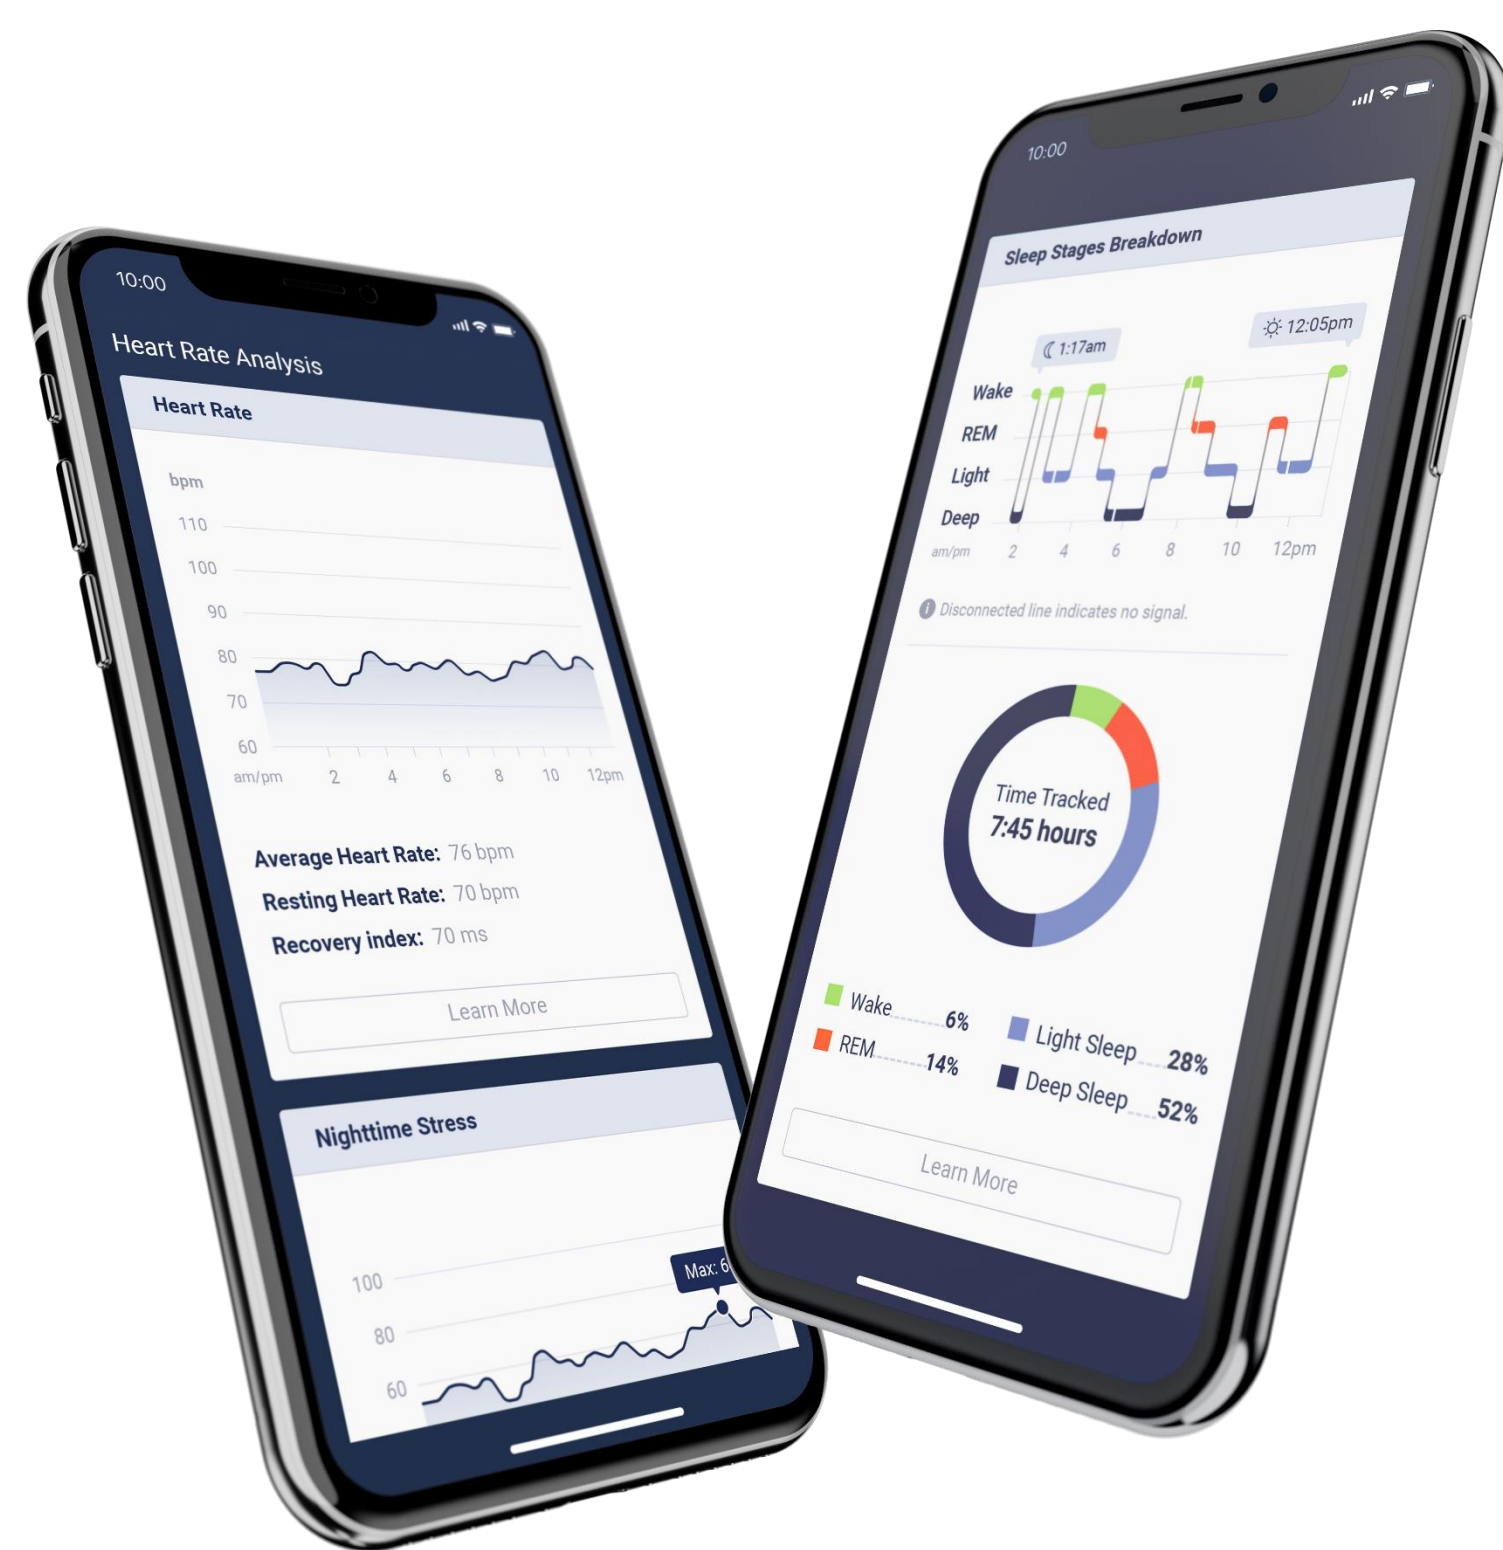 10:00
Heart Rate Analysis
Heart Rate
bpm
110
100
90
80
70
60
am/pm 2 4 6 8 10 12pm
Average Heart Rate: 76 bpm
Resting Heart Rate: 70 bpm
Recovery index: 70 ms
Learn More
Nighttime Stress
100
80
60
Max:
10:00
Sleep Stages Breakdown
1:17am
12:05pm
Wake
REM
Light
Deep
am/pm 2 4 6 8 10 12pm
Disconnected line indicates no signal.
Time Tracked
7:45 hours
Wake 6%
REM 14%
Light Sleep 28%
Deep Sleep 52%
Learn More